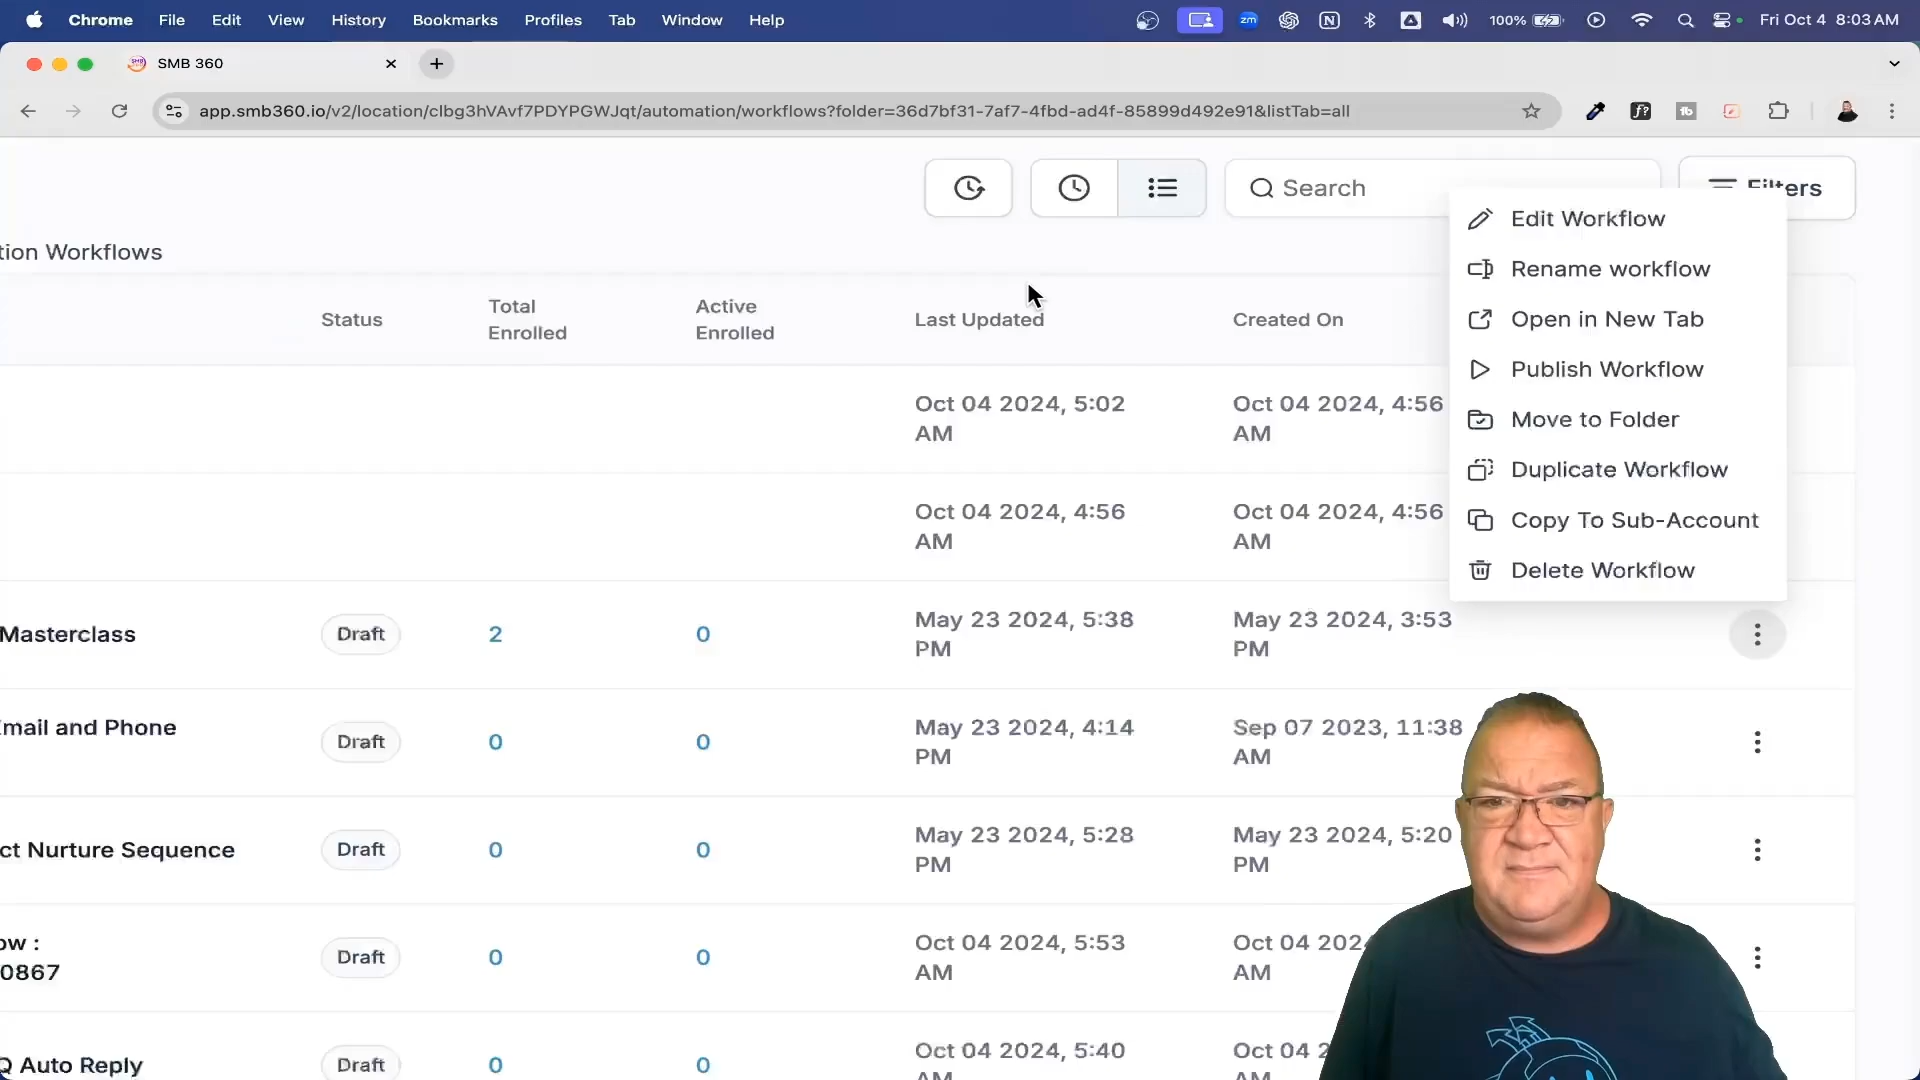 Chrome File Edit View History Bookmarks Profiles Tab Window Help zm 100% Fri Oct 4 8:03 AM
SMB 360
app.smb360.io/v2/location/clbg3hVAvf7PDYPGWJqt/automation/workflows?folder=36d7bf31-7af7-4fbd-ad4f-85899d492e91&listTab=all
Search
Filters
tion Workflows
Status
Total
Enrolled
Active
Enrolled
Last Updated
Created On
Edit Workflow
Rename workflow
Open in New Tab
Publish Workflow
Move to Folder
Duplicate Workflow
Copy To Sub-Account
Delete Workflow
Oct 04 2024, 5:02
AM
Oct 04 2024, 4:56
AM
Oct 04 2024, 4:56
AM
Oct 04 2024, 4:56
AM
Masterclass
Draft
2
0
May 23 2024, 5:38
PM
May 23 2024, 3:53
PM
Email and Phone
Draft
0
0
May 23 2024, 4:14
PM
Sep 07 2023, 11:38
AM
ct Nurture Sequence
Draft
0
0
May 23 2024, 5:28
PM
May 23 2024, 5:20
PM
ow :
0867
Draft
0
0
Oct 04 2024, 5:53
AM
Oct 04 202
AM
Q Auto Reply
Draft
0
0
Oct 04 2024, 5:40
AM
Oct 04 2
AM